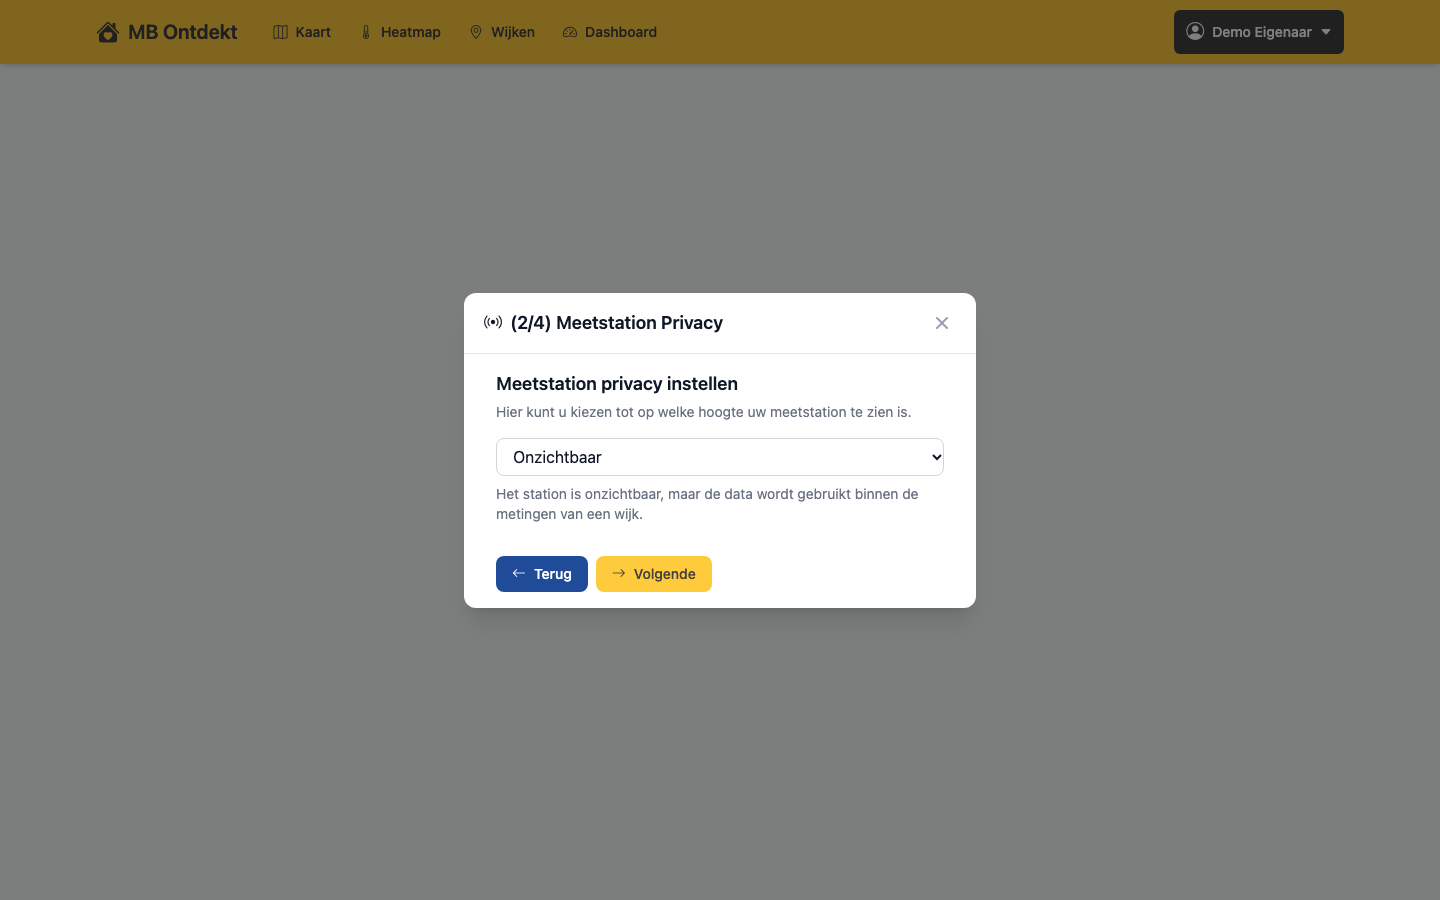 MB Ontdekt
Kaart
Heatmap
Wijken
Dashboard
Demo Eigenaar
(2/4) Meetstation Privacy
Meetstation privacy instellen
Hier kunt u kiezen tot op welke hoogte uw meetstation te zien is.
Onzichtbaar
Het station is onzichtbaar, maar de data wordt gebruikt binnen de
metingen van een wijk.
Terug
Volgende